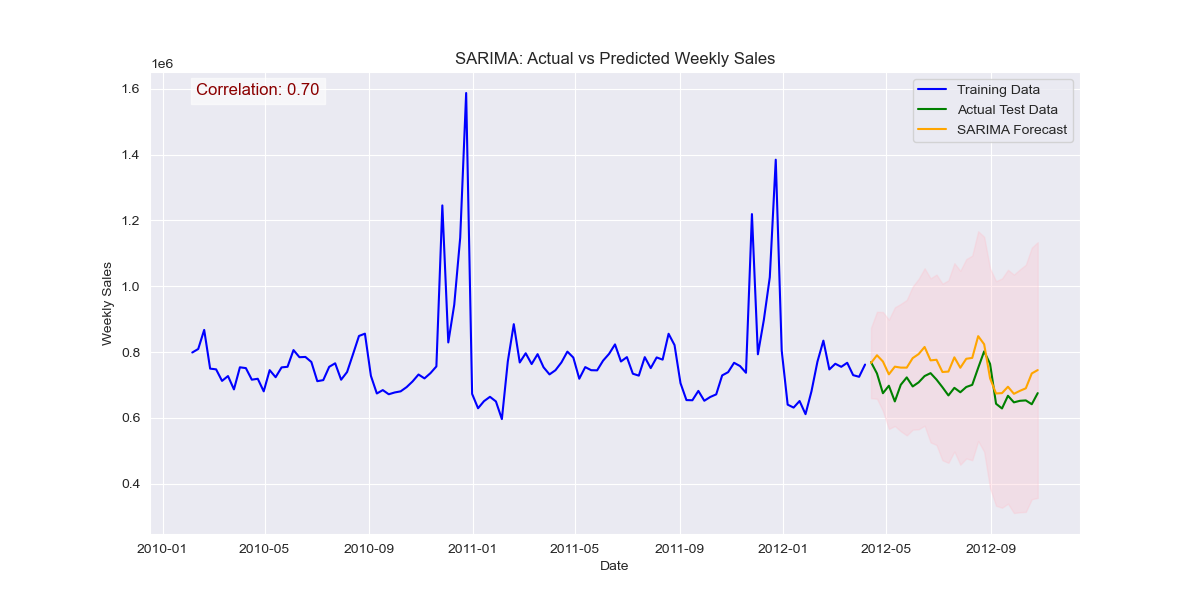 SARIMA: Actual vs Predicted Weekly Sales
1e6
Correlation: 0.70
Training Data
Actual Test Data
SARIMA Forecast
1.6
1.4
1.2
1.0
0.8
0.6
0.4
Weekly Sales
2010-01
2010-05
2010-09
2011-01
2011-05
2011-09
2012-01
2012-05
2012-09
Date